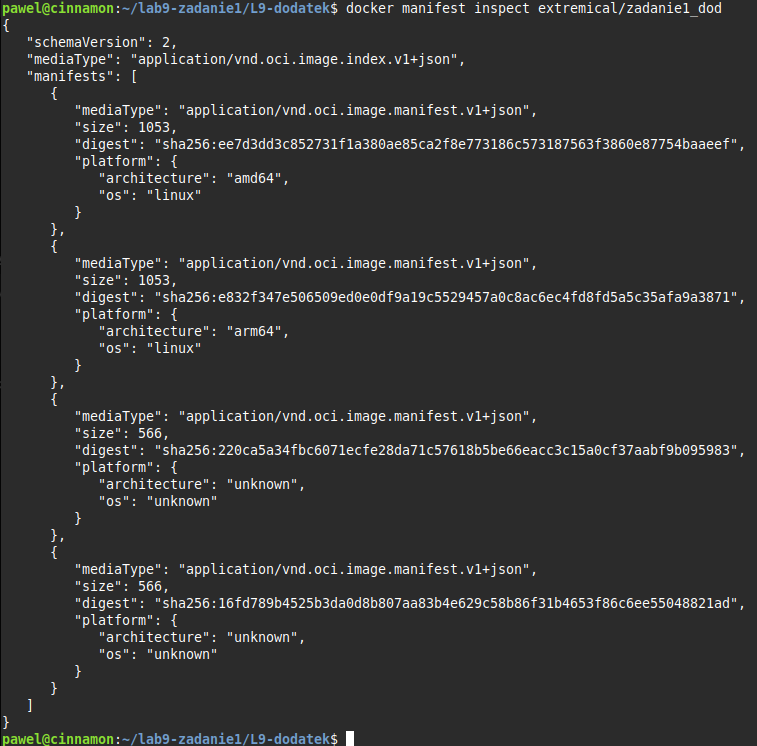 pawel@cinnamon:~/lab9-zadanie1/L9-dodatek$ docker manifest inspect extremical/zadanie1_dod
{
   "schemaVersion": 2,
   "mediaType": "application/vnd.oci.image.index.v1+json",
   "manifests": [
      {
         "mediaType": "application/vnd.oci.image.manifest.v1+json",
         "size": 1053,
         "digest": "sha256:ee7d3dd3c852731f1a380ae85ca2f8e773186c573187563f3860e87754baaeef",
         "platform": {
            "architecture": "amd64",
            "os": "linux"
         }
      },
      {
         "mediaType": "application/vnd.oci.image.manifest.v1+json",
         "size": 1053,
         "digest": "sha256:e832f347e506509ed0e0df9a19c5529457a0c8ac6ec4fd8fd5a5c35afa9a3871",
         "platform": {
            "architecture": "arm64",
            "os": "linux"
         }
      },
      {
         "mediaType": "application/vnd.oci.image.manifest.v1+json",
         "size": 566,
         "digest": "sha256:220ca5a34fbc6071ecfe28da71c57618b5be66eacc3c15a0cf37aabf9b095983",
         "platform": {
            "architecture": "unknown",
            "os": "unknown"
         }
      },
      {
         "mediaType": "application/vnd.oci.image.manifest.v1+json",
         "size": 566,
         "digest": "sha256:16fd789b4525b3da0d8b807aa83b4e629c58b86f31b4653f86c6ee55048821ad",
         "platform": {
            "architecture": "unknown",
            "os": "unknown"
         }
      }
   ]
}
pawel@cinnamon:~/lab9-zadanie1/L9-dodatek$